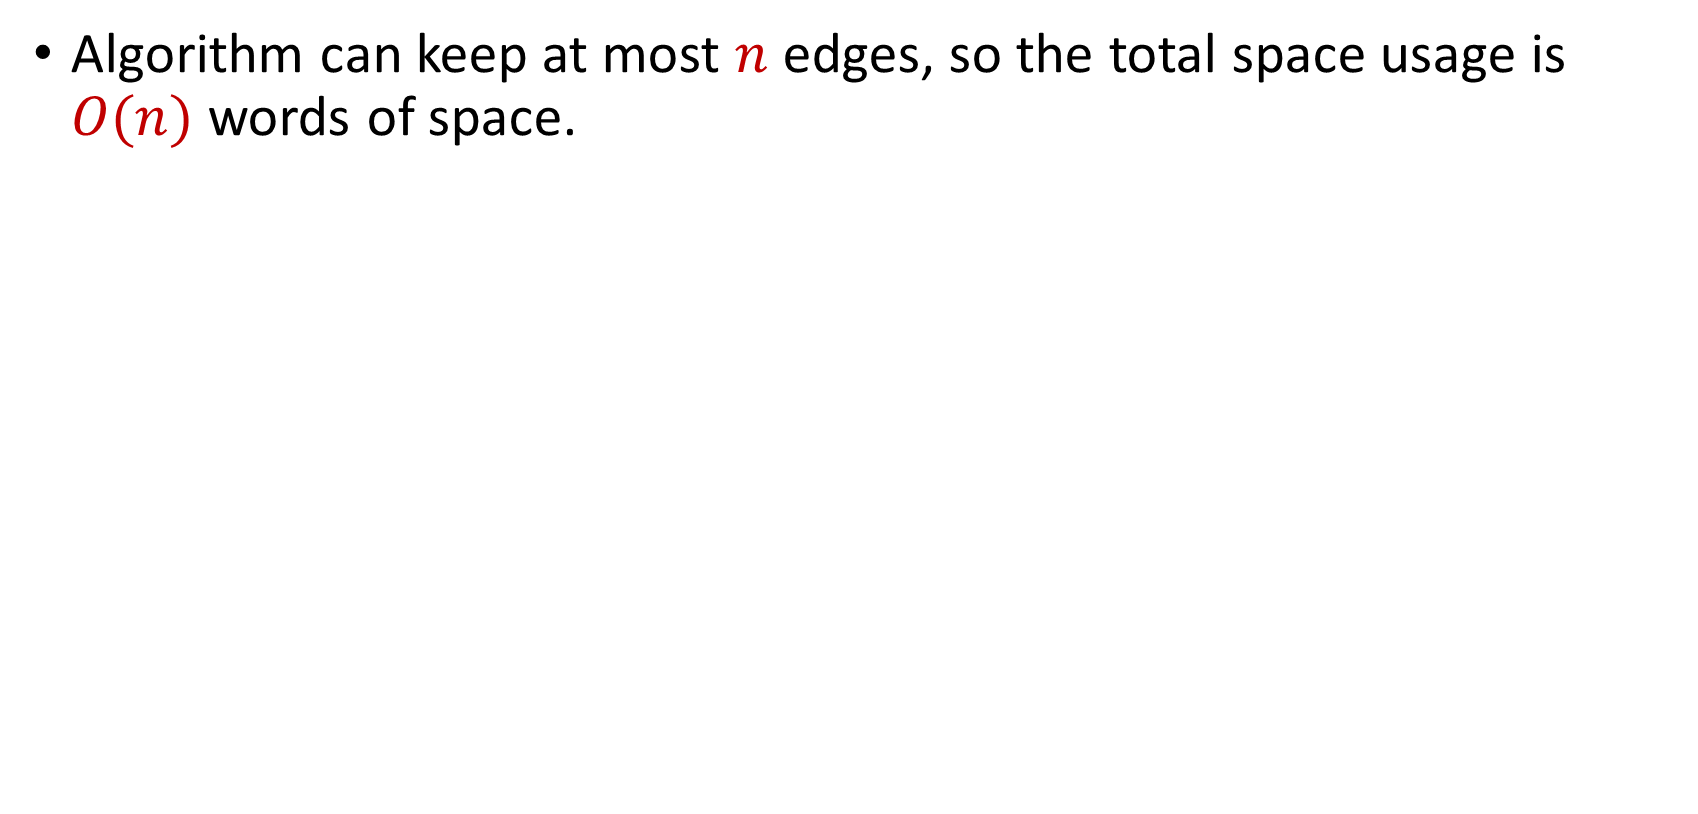 • Algorithm can keep at most n edges, so the total space usage is
O(n) words of space.